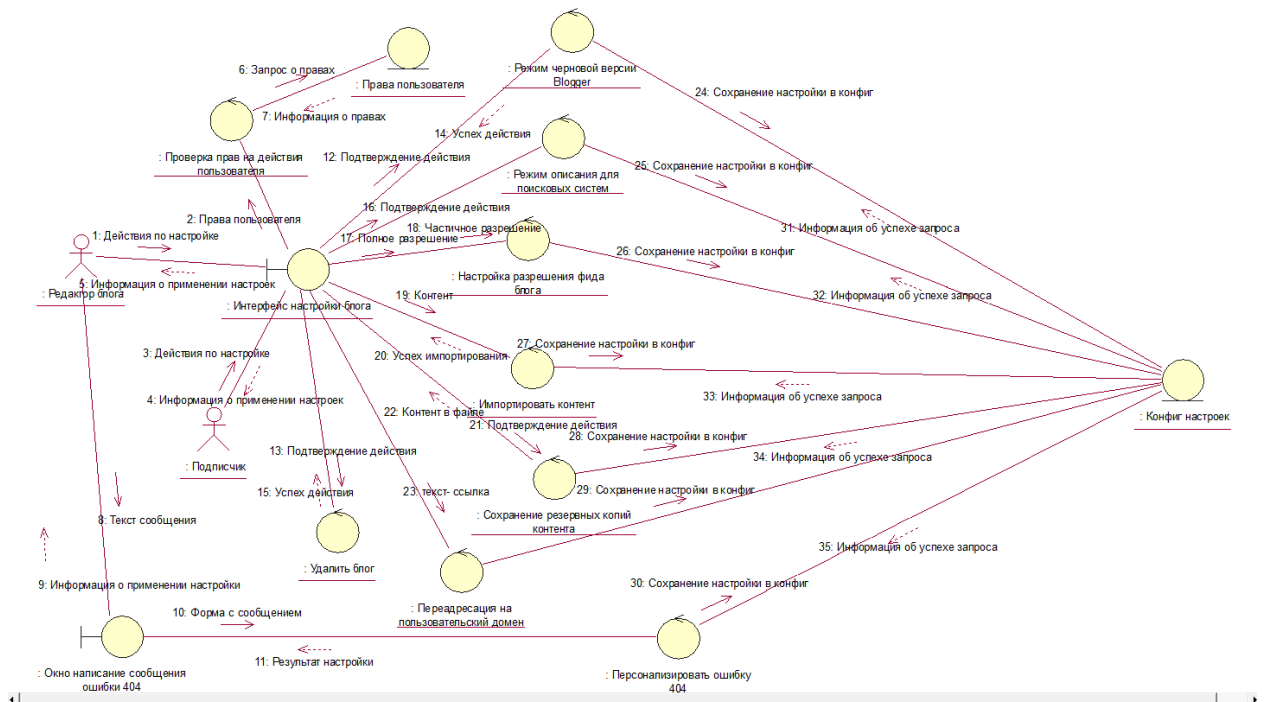 6: Запрос о правах
: Права пользователя
7: Информация о правах
: Проверка прав на действия
пользователя
: Режим черновой версии
Blogger
24: Сохранение настройки в конфиг
14: Успех действия
12: Подтверждение действия
: Режим описания для
поисковых систем
25: Сохранение настройки в конфиг
2: Права пользователя
16: Подтверждение действия
1: Действия по настройке
18: Частичное разрешение
17: Полное разрешение
31: Информация об успехе запроса
26: Сохранение настройки в конфиг
5: Информация о применении настроек
: Редактор блога
: Интерфейс настройки блога
: Настройка разрешения фида
блога
19: Контент
32: Информация об успехе запроса
3: Действия по настройке
20: Успех импортирования
27: Сохранение настройки в конфиг
4: Информация о применении настроек
: Импортировать контент
33: Информация об успехе запроса
: Конфиг настроек
22: Контент в файле
21: Подтверждение действия
28: Сохранение настройки в конфиг
: Подписчик
13: Подтверждение действия
34: Информация об успехе запроса
15: Успех действия
23: текст- ссылка
29: Сохранение настройки в конфиг
8: Текст сообщения
: Сохранение резервных копий
контента
35: Информация об успехе запроса
: Удалить блог
9: Информация о применении настройки
30: Сохранение настройки в конфиг
: Переадресация на
пользовательский домен
10: Форма с сообщением
11: Результат настройки
: Окно написание сообщения
ошибки 404
: Персонализировать ошибку
404